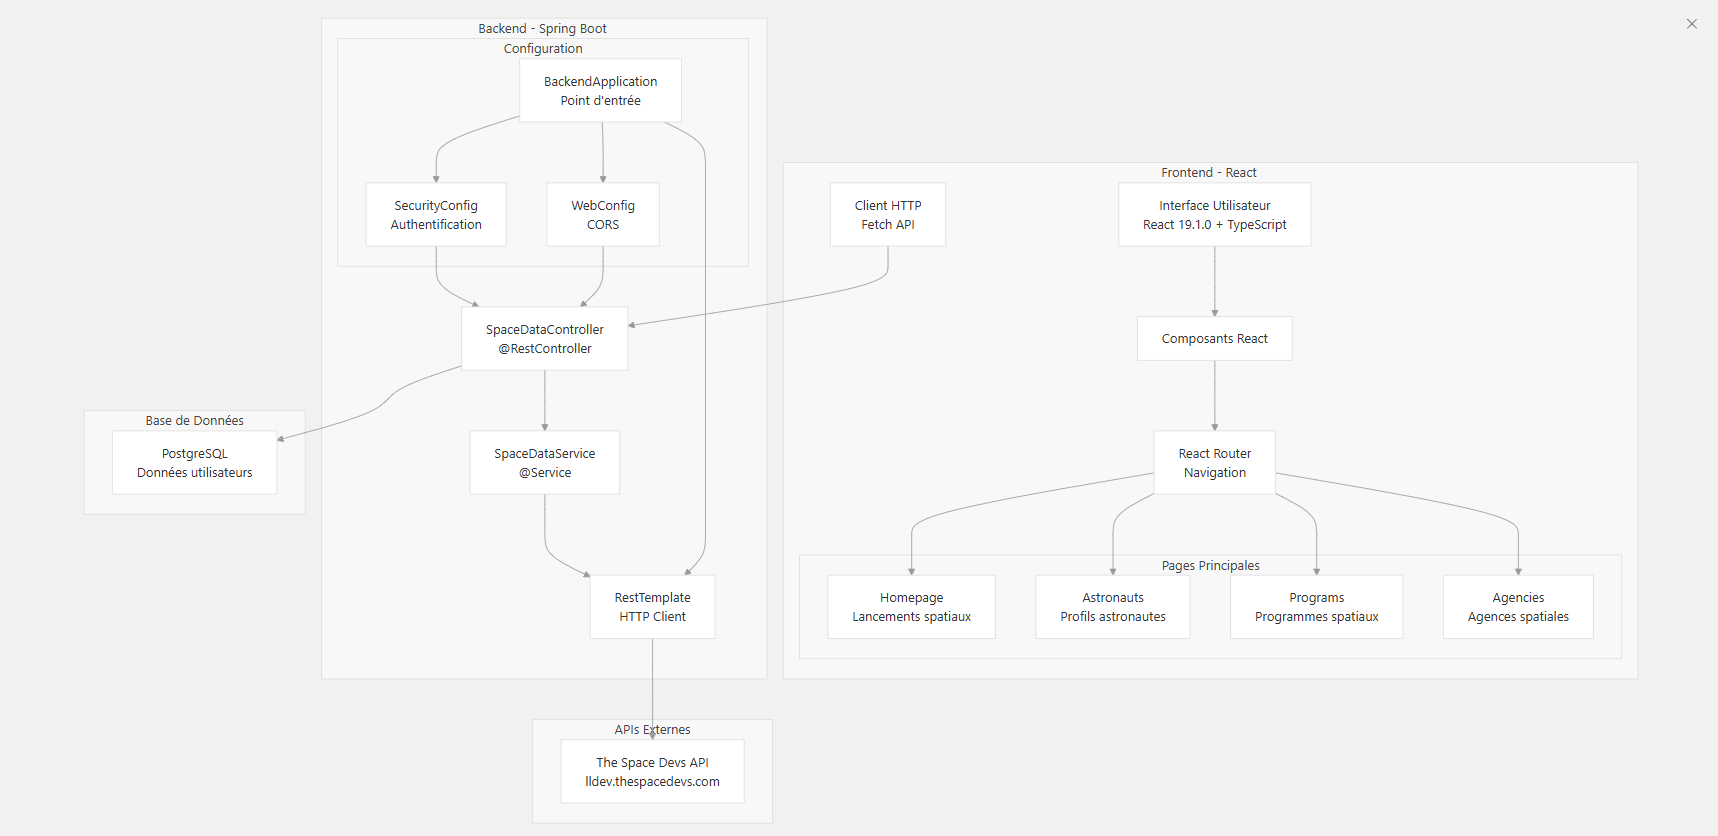 Backend - Spring Boot
Configuration
BackendApplication
Point d'entrée
SecurityConfig
Authentification
WebConfig
CORS
SpaceDataController
@RestController
SpaceDataService
@Service
RestTemplate
HTTP Client
Base de Données
PostgreSQL
Données utilisateurs
APIs Externes
The Space Devs API
lldev.thespacedevs.com
Frontend - React
Client HTTP
Fetch API
Interface Utilisateur
React 19.1.0 + TypeScript
Composants React
React Router
Navigation
Pages Principales
Homepage
Lancements spatiaux
Astronauts
Profils astronautes
Programs
Programmes spatiaux
Agencies
Agences spatiales